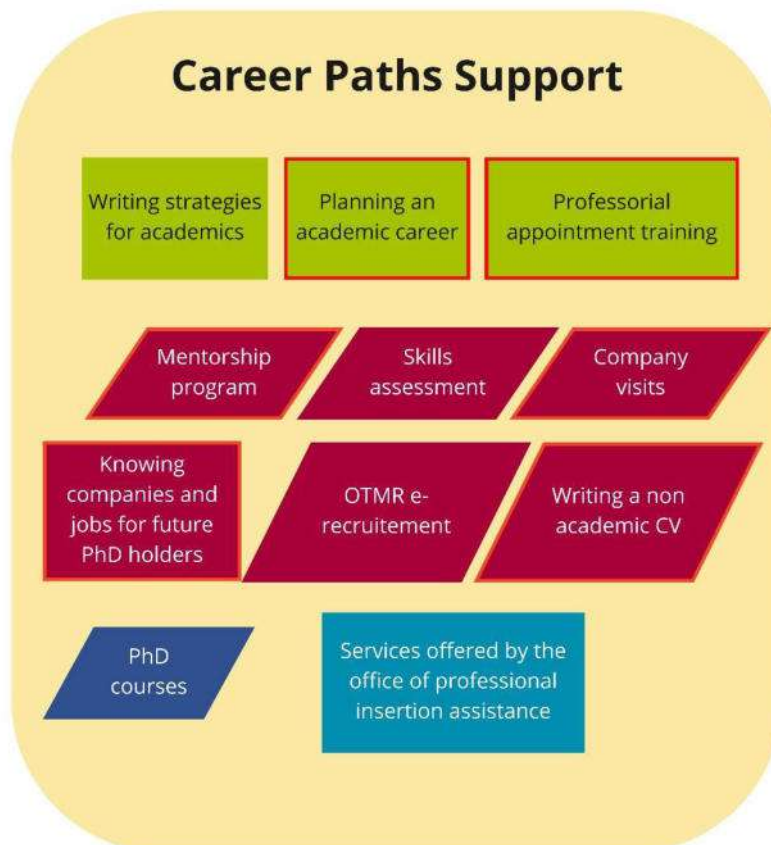 Career Paths Support
Writing strategies
for academics
Planning an
academic career
Professorial
appointment training
Mentorship
program
Skills
assessment
Company
visits
Knowing
companies and
jobs for future
PhD holders
OTMR e-
recruitement
Writing a non
academic CV
PhD
courses
Services offered by the
office of professional
insertion assistance